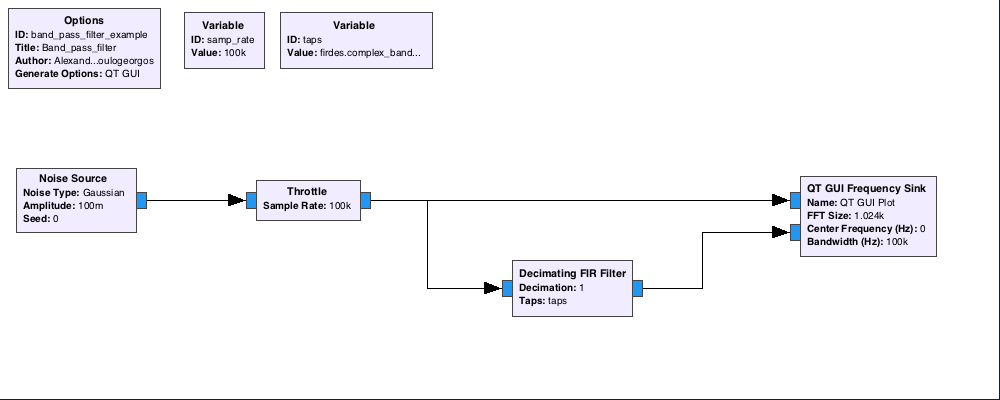 Options
ID: band_pass_filter_example
Title: Band_pass_filter
Author: Alexand...oulogeorgos
Generate Options: QT GUI
Variable
ID: samp_rate
Value: 100k
Variable
ID: taps
Value: firdes.complex_band...
Noise Source
Noise Type: Gaussian
Amplitude: 100m
Seed: 0
Throttle
Sample Rate: 100k
QT GUI Frequency Sink
Name: QT GUI Plot
FFT Size: 1.024k
Center Frequency (Hz): 0
Bandwidth (Hz): 100k
Decimating FIR Filter
Decimation: 1
Taps: taps